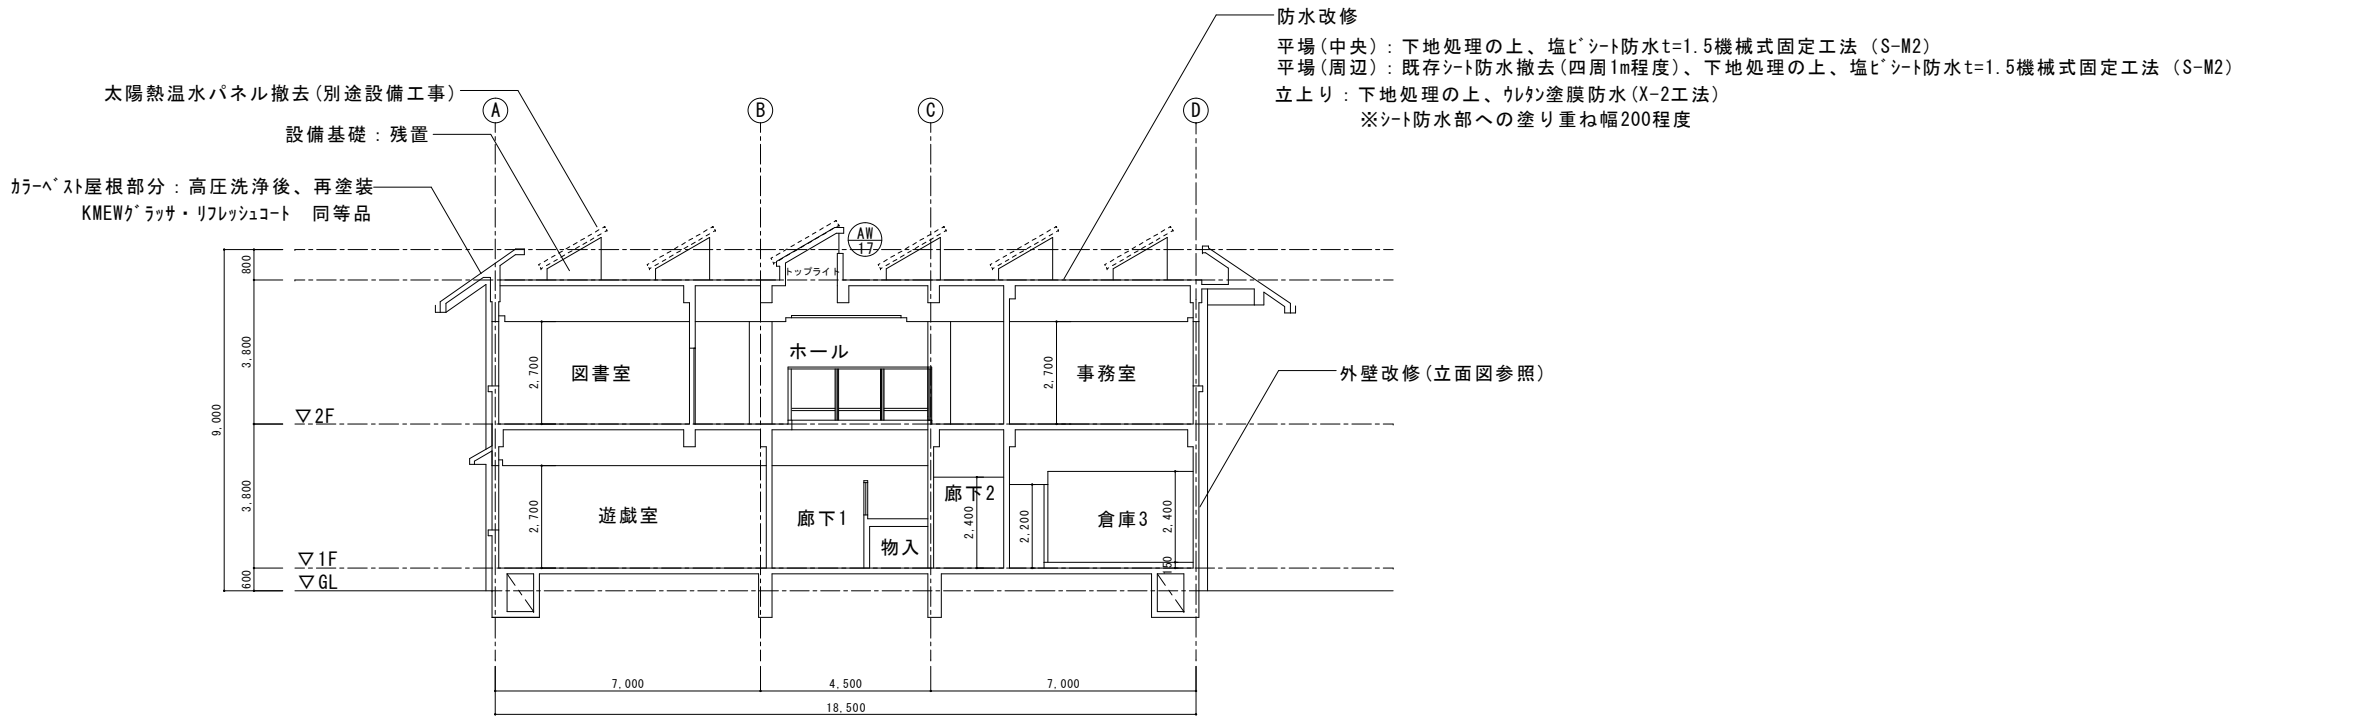 防水改修
平場(中央)：下地処理の上、塩ﾋﾞｼｰﾄ防水t=1.5機械式固定工法 (S-M2)
平場(周辺)：既存ｼｰﾄ防水撤去(四周1m程度)、下地処理の上、塩ﾋﾞｼｰﾄ防水t=1.5機械式固定工法 (S-M2)
立上り：下地処理の上、ｳﾚﾀﾝ塗膜防水(X-2工法)
※ｼｰﾄ防水部への塗り重ね幅200程度
太陽熱温水パネル撤去(別途設備工事)
設備基礎：残置
ｶﾗｰﾍﾞｽﾄ屋根部分：高圧洗浄後、再塗装
KMEWｸﾞﾗｯｻ・ﾘﾌﾚｯｼｭｺｰﾄ 同等品
A
B
C
D
AW
17
トップライト
800
3,800
9,000
3,800
600
2,700
図書室
ホール
2,700
事務室
外壁改修(立面図参照)
▽2F
2,700
遊戯室
廊下1
物入
廊下2
2,400
2,200
倉庫3
2,400
150
▽1F
▽GL
7,000
4,500
7,000
18,500